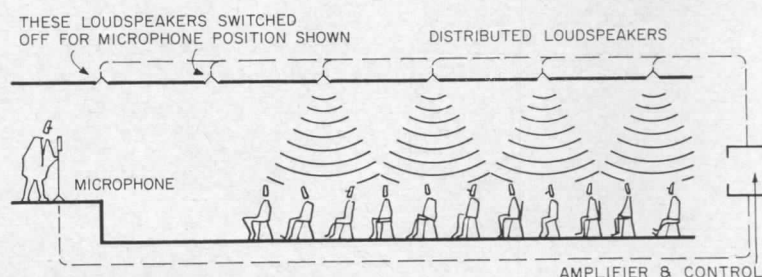 THESE LOUDSPEAKERS SWITCHED
OFF FOR MICROPHONE POSITION SHOWN
DISTRIBUTED LOUDSPEAKERS
MICROPHONE
AMPLIFIER & CONTROL